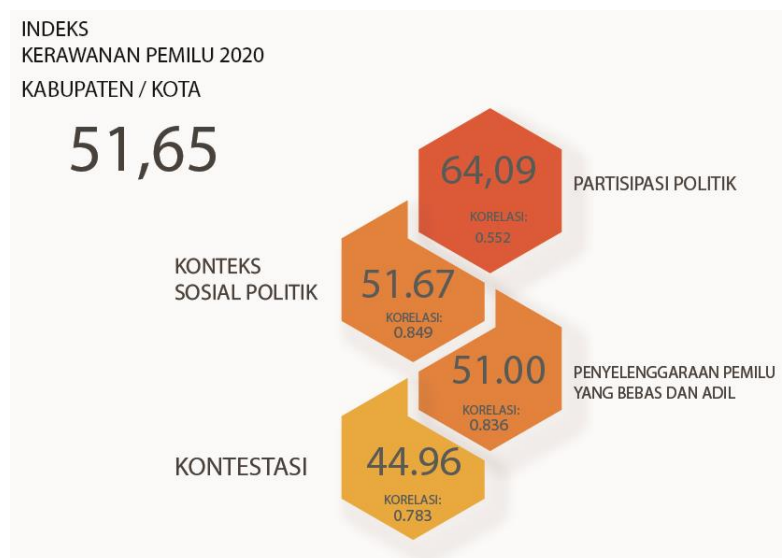 INDEKS
KERAWANAN PEMILU 2020
KABUPATEN / KOTA
51,65
64,09
KORELASI:
0.552
PARTISIPASI POLITIK
KONTEKS
SOSIAL POLITIK
51.67
KORELASI:
0.849
51.00
KORELASI:
0.836
PENYELENGGARAAN PEMILU
YANG BEBAS DAN ADIL
KONTESTASI
44.96
KORELASI:
0.783